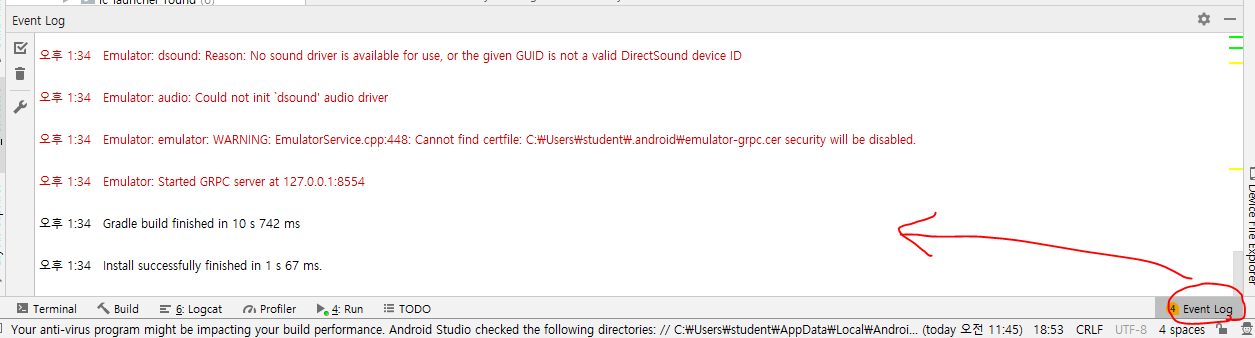 Event Log
오후 1:34 Emulator: dsound: Reason: No sound driver is available for use, or the given GUID is not a valid DirectSound device ID
오후 1:34 Emulator: audio: Could not init `dsound' audio driver
오후 1:34 Emulator: emulator: WARNING: EmulatorService.cpp:448: Cannot find certfile: C:₩Users₩student₩.android₩emulator-grpc.cer security will be disabled.
오후 1:34 Emulator: Started GRPC server at 127.0.0.1:8554
오후 1:34 Gradle build finished in 10 s 742 ms
오후 1:34 Install successfully finished in 1 s 67 ms.
Device File Explorer
Terminal Build 6: Logcat Profiler 4: Run TODO 4 Event Log
Your anti-virus program might be impacting your build performance. Android Studio checked the following directories: // C:₩Users₩student₩AppData₩Local₩Androi... (today 오전 11:45) 18:53 CRLF UTF-8 4 spaces